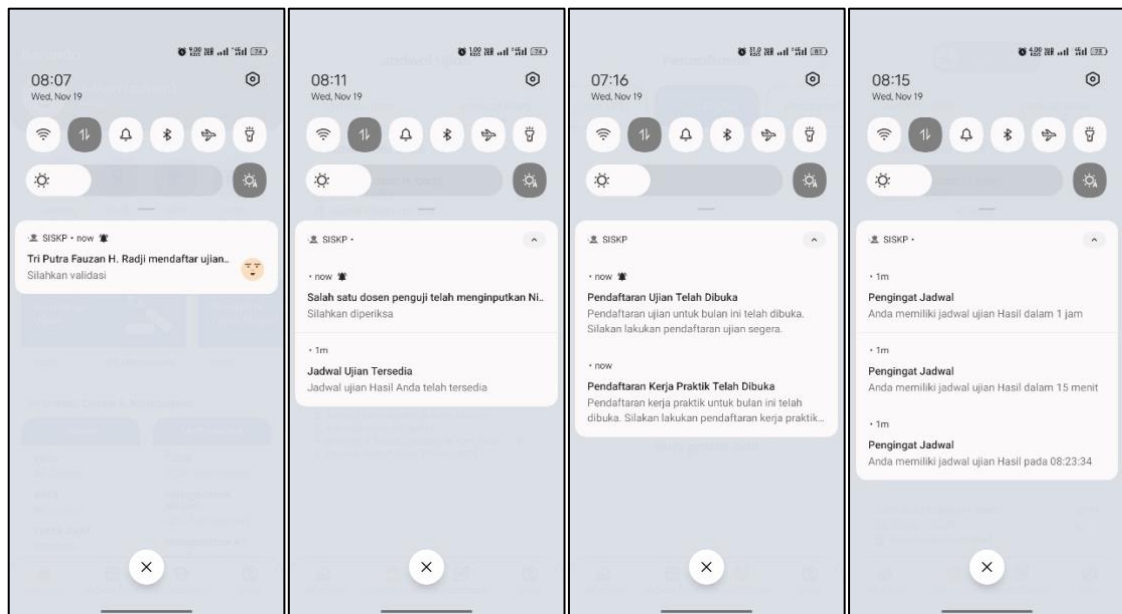 08:07
Wed, Nov 19
SISKP • now
Tri Putra Fauzan H. Radji mendaftar ujian..
Silahkan validasi
08:11
Wed, Nov 19
SISKP •
• now
Salah satu dosen penguji telah menginputkan Ni..
Silahkan diperiksa
• 1m
Jadwal Ujian Tersedia
Jadwal ujian Hasil Anda telah tersedia
07:16
Wed, Nov 19
SISKP
• now
Pendaftaran Ujian Telah Dibuka
Pendaftaran ujian untuk bulan ini telah dibuka.
Silakan lakukan pendaftaran ujian segera.
• now
Pendaftaran Kerja Praktik Telah Dibuka
Pendaftaran kerja praktik untuk bulan ini telah
dibuka. Silakan lakukan pendaftaran kerja praktik...
08:15
Wed, Nov 19
SISKP •
• 1m
Pengingat Jadwal
Anda memiliki jadwal ujian Hasil dalam 1 jam
• 1m
Pengingat Jadwal
Anda memiliki jadwal ujian Hasil dalam 15 menit
• 1m
Pengingat Jadwal
Anda memiliki jadwal ujian Hasil pada 08:23:34